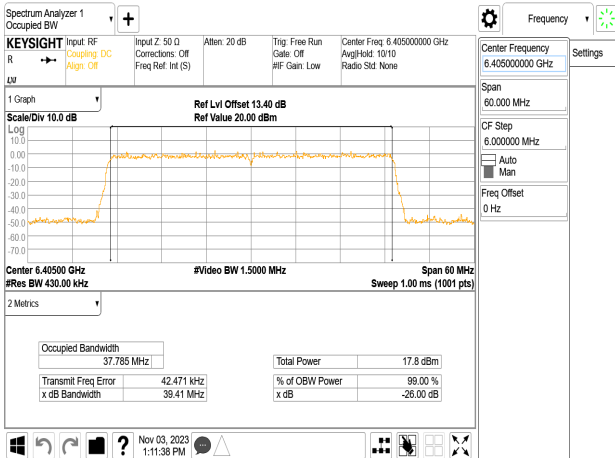 Spectrum Analyzer 1
Occupied BW
Frequency
KEYSIGHT
R
Input: RF
Coupling: DC
Align: Off
Input Z: 50 Ω
Corrections: Off
Freq Ref: Int (S)
Atten: 20 dB
Trig: Free Run
Gate: Off
#IF Gain: Low
Center Freq: 6.405000000 GHz
Avg|Hold: 10/10
Radio Std: None
Center Frequency
6.405000000 GHz
Settings
Span
60.000 MHz
CF Step
6.000000 MHz
Auto
Man
Freq Offset
0 Hz
1 Graph
Scale/Div 10.0 dB
Ref Lvl Offset 13.40 dB
Ref Value 20.00 dBm
Log
10.0
0.00
-10.0
-20.0
-30.0
-40.0
-50.0
-60.0
-70.0
Center 6.40500 GHz
#Video BW 1.5000 MHz
Span 60 MHz
#Res BW 430.00 kHz
Sweep 1.00 ms (1001 pts)
2 Metrics
Occupied Bandwidth
37.785 MHz
Total Power 17.8 dBm
Transmit Freq Error 42.471 kHz
% of OBW Power 99.00 %
x dB Bandwidth 39.41 MHz
x dB -26.00 dB
?
Nov 03, 2023
1:11:38 PM